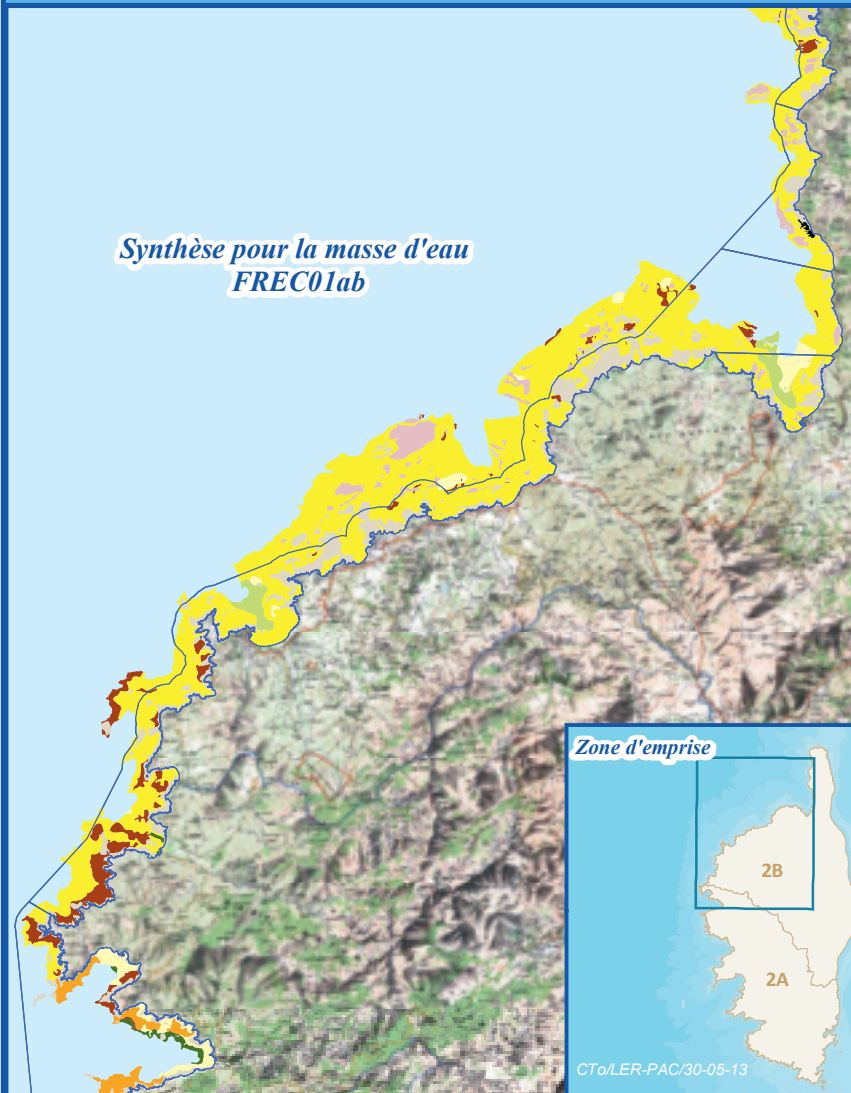 Synthèse pour la masse d'eau
FREC01ab
Zone d'emprise
2B
2A
CTo/LER-PAC/30-05-13